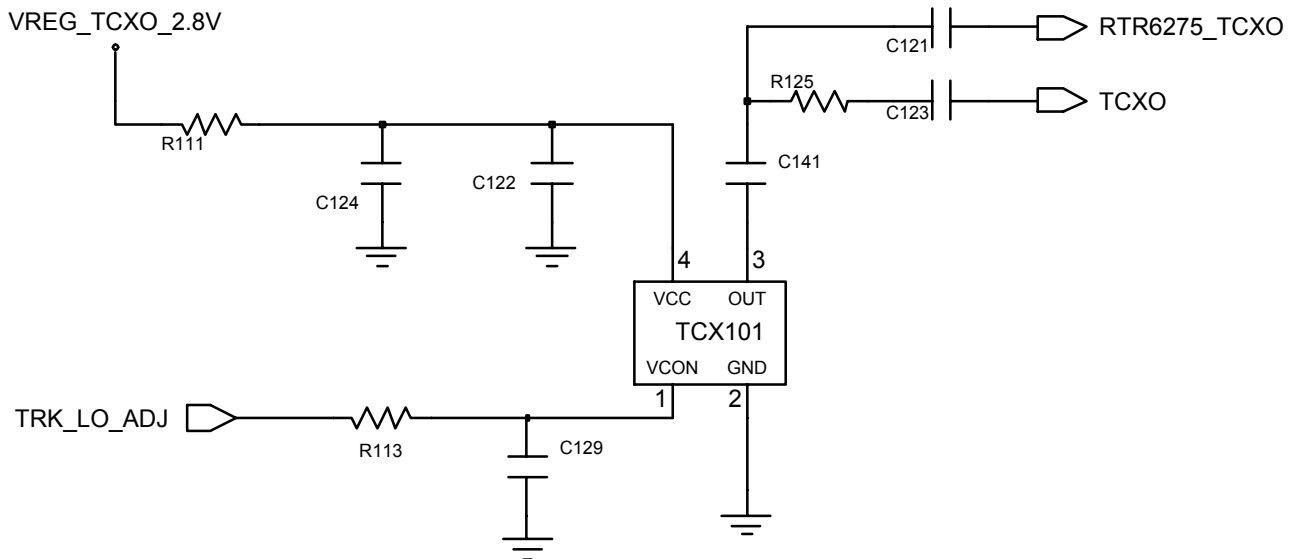 VREG_TCXO_2.8V
RTR6275_TCXO
C121
R125
TCXO
C123
R111
C141
C124
C122
4
3
VCC
OUT
TCX101
VCON
GND
1
2
TRK_LO_ADJ
R113
C129